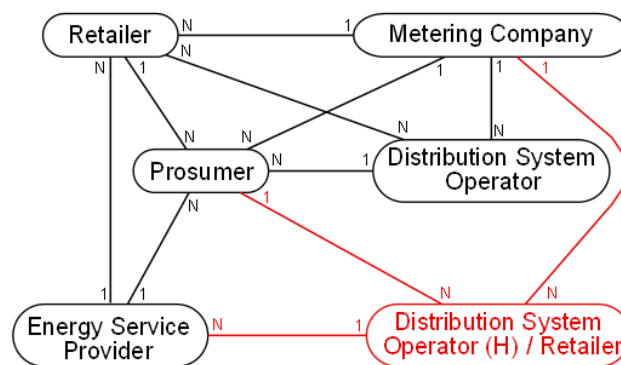 Retailer N 1 Metering Company
N 1 N 1 1 1
N N N N
Prosumer N 1 Distribution System
Operator
N 1
1 1 N N
Energy Service
Provider
N 1 Distribution System
Operator (H) / Retailer